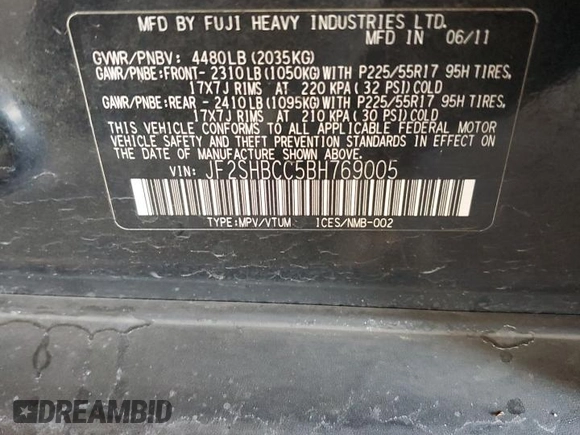 MFD BY FUJI HEAVY INDUSTRIES LTD.
MFD IN 06/11
GVWR/PNBV: 4480LB(2035KG)
GAWR/PNBE:FRONT- 2310LB(1050KG)WITH P225/55R17 95H TIRES,
17X7J RIMS AT 220 KPA( 32 PSI)COLD
GAWR/PNBE:REAR - 2410LB(1095KG)WITH P225/55R17 95H TIRES,
17X7J RIMS AT 210 KPA( 30 PSI)COLD
THIS VEHICLE CONFORMS TO ALL APPLICABLE FEDERAL MOTOR
VEHICLE SAFETY AND THEFT PREVENTION STANDARDS IN EFFECT ON
THE DATE OF MANUFACTURE SHOWN ABOVE.
VIN: JF2SHBCC5BH769005
TYPE:MPV/VTUM ICES/NMB-002
DREAMBID